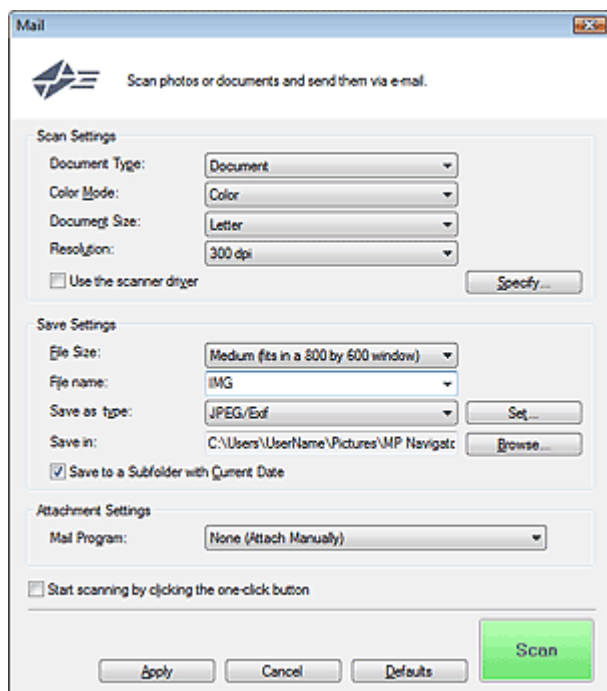 Mail
Scan photos or documents and send them via e-mail.
Scan Settings
Document Type: Document
Color Mode: Color
Document Size: Letter
Resolution: 300 dpi
Use the scanner driver Specify...
Save Settings
File Size: Medium (fits in a 800 by 600 window)
File name: IMG
Save as type: JPEG/Exif Set...
Save in: C:\Users\UserName\Pictures\MP Navigato Browse...
Save to a Subfolder with Current Date
Attachment Settings
Mail Program: None (Attach Manually)
Start scanning by clicking the one-click button
Scan
Apply Cancel Defaults